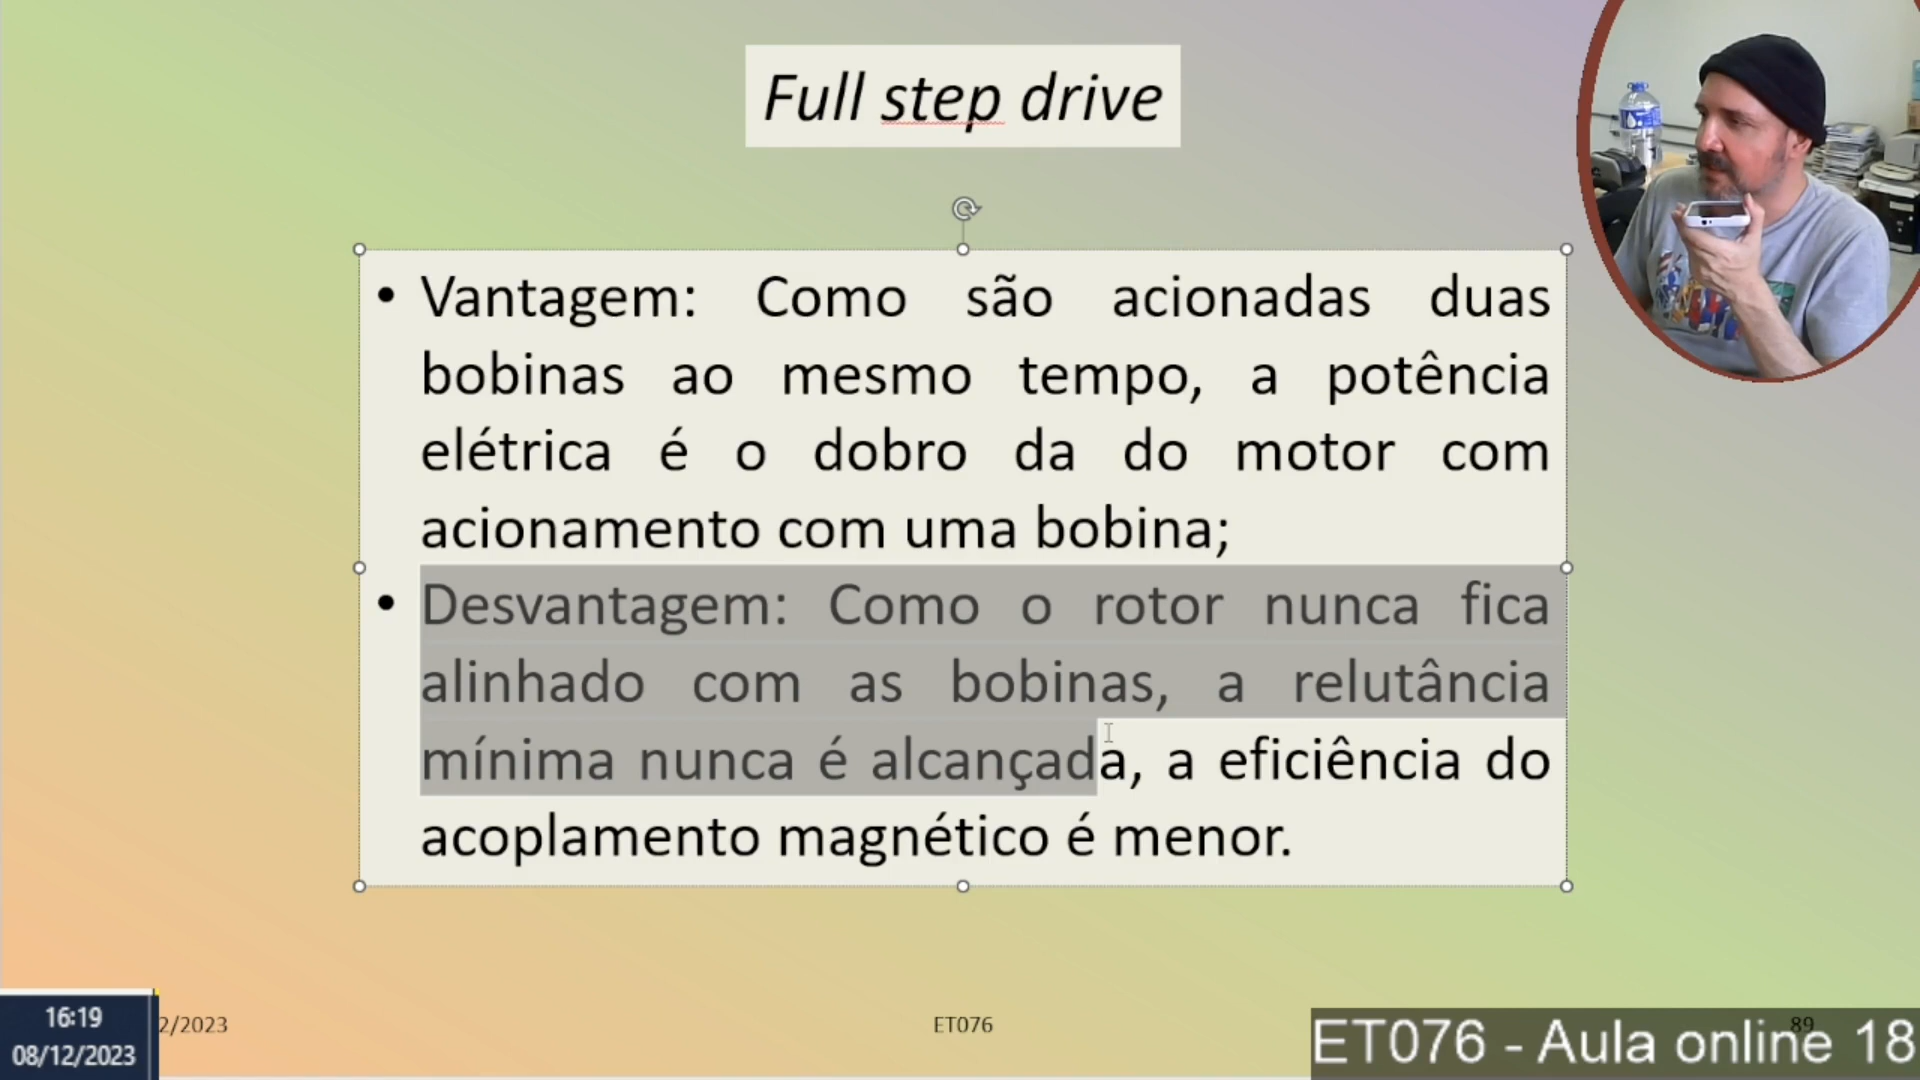 Full step drive
• Vantagem: Como são acionadas duas
bobinas ao mesmo tempo, a potência
elétrica é o dobro da do motor com
acionamento com uma bobina;
• Desvantagem: Como o rotor nunca fica
alinhado com as bobinas, a relutância
mínima nunca é alcançada, a eficiência do
acoplamento magnético é menor.
16:19
08/12/2023
2/2023
ET076
89
ET076 - Aula online 18